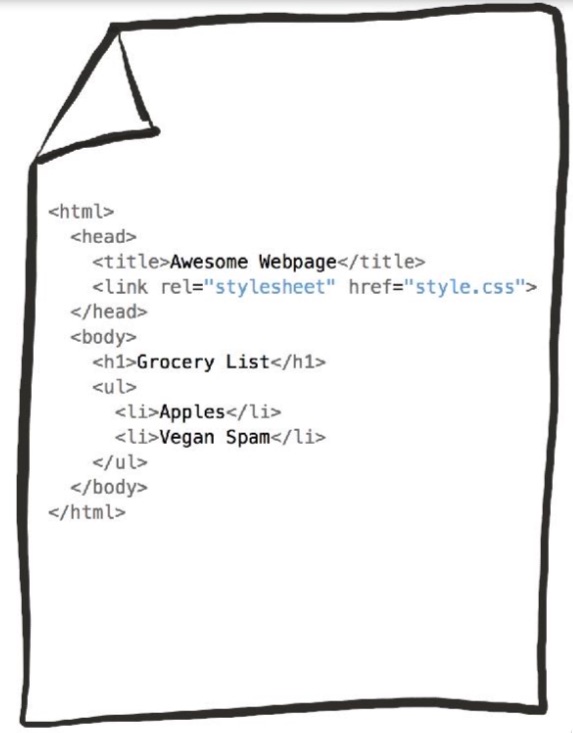 <html>
  <head>
    <title>Awesome Webpage</title>
    <link rel="stylesheet" href="style.css">
  </head>
  <body>
    <h1>Grocery List</h1>
    <ul>
      <li>Apples</li>
      <li>Vegan Spam</li>
    </ul>
  </body>
</html>